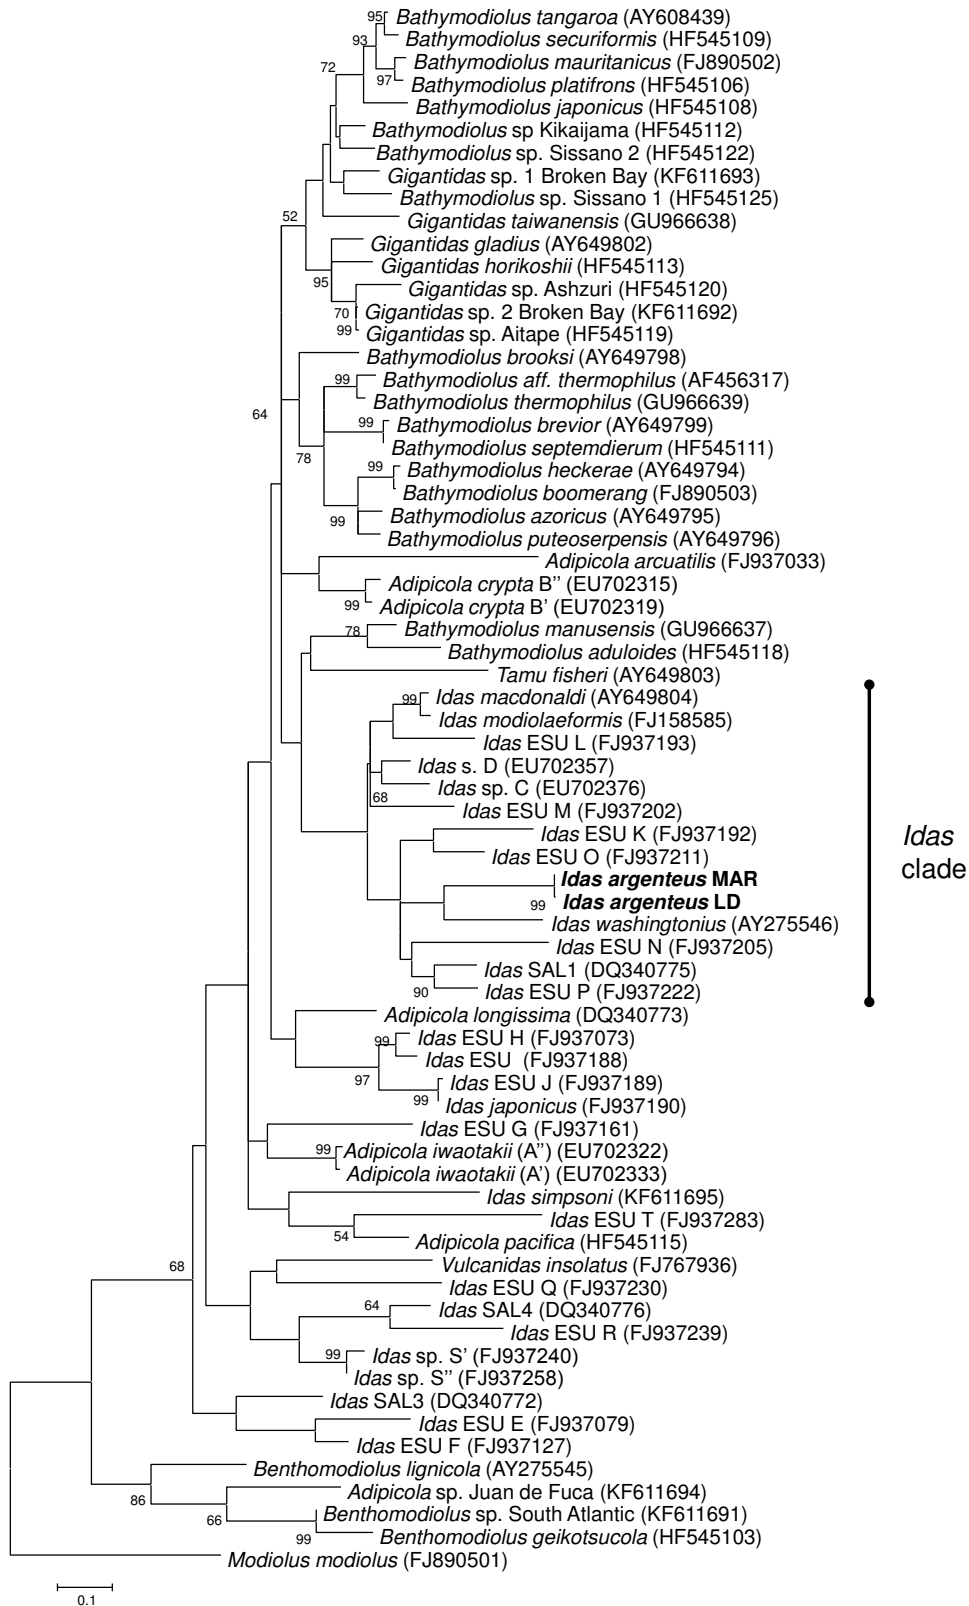 95
Bathymodiolus tangaroa (AY608439)
93
Bathymodiolus securiformis (HF545109)
Bathymodiolus mauritanicus (FJ890502)
72
97
Bathymodiolus platifrons (HF545106)
Bathymodiolus japonicus (HF545108)
Bathymodiolus sp Kikaijama (HF545112)
Bathymodiolus sp. Sissano 2 (HF545122)
Gigantidas sp. 1 Broken Bay (KF611693)
Bathymodiolus sp. Sissano 1 (HF545125)
52
Gigantidas taiwanensis (GU966638)
Gigantidas gladius (AY649802)
Gigantidas horikoshii (HF545113)
95
Gigantidas sp. Ashzuri (HF545120)
70
Gigantidas sp. 2 Broken Bay (KF611692)
99
Gigantidas sp. Aitape (HF545119)
Bathymodiolus brooksi (AY649798)
99
Bathymodiolus aff. thermophilus (AF456317)
Bathymodiolus thermophilus (GU966639)
64
99
Bathymodiolus brevior (AY649799)
Bathymodiolus septemdierum (HF545111)
78
99
Bathymodiolus heckerae (AY649794)
Bathymodiolus boomerang (FJ890503)
99
Bathymodiolus azoricus (AY649795)
Bathymodiolus puteoserpensis (AY649796)
Adipicola arcuatilis (FJ937033)
Adipicola crypta B'' (EU702315)
99
Adipicola crypta B' (EU702319)
78
Bathymodiolus manusensis (GU966637)
Bathymodiolus aduloides (HF545118)
Tamu fisheri (AY649803)
99
Idas macdonaldi (AY649804)
Idas modiolaeformis (FJ158585)
Idas ESU L (FJ937193)
Idas s. D (EU702357)
Idas sp. C (EU702376)
68
Idas ESU M (FJ937202)
Idas ESU K (FJ937192)
Idas ESU O (FJ937211)
Idas
clade
Idas argenteus MAR
99
Idas argenteus LD
Idas washingtonius (AY275546)
Idas ESU N (FJ937205)
Idas SAL1 (DQ340775)
90
Idas ESU P (FJ937222)
Adipicola longissima (DQ340773)
99
Idas ESU H (FJ937073)
Idas ESU (FJ937188)
97
Idas ESU J (FJ937189)
99
Idas japonicus (FJ937190)
Idas ESU G (FJ937161)
99
Adipicola iwaotakii (A'') (EU702322)
Adipicola iwaotakii (A') (EU702333)
Idas simpsoni (KF611695)
Idas ESU T (FJ937283)
54
Adipicola pacifica (HF545115)
68
Vulcanidas insolatus (FJ767936)
Idas ESU Q (FJ937230)
64
Idas SAL4 (DQ340776)
Idas ESU R (FJ937239)
99
Idas sp. S' (FJ937240)
Idas sp. S'' (FJ937258)
Idas SAL3 (DQ340772)
Idas ESU E (FJ937079)
Idas ESU F (FJ937127)
Benthomodiolus lignicola (AY275545)
86
Adipicola sp. Juan de Fuca (KF611694)
66
Benthomodiolus sp. South Atlantic (KF611691)
99
Benthomodiolus geikotsucola (HF545103)
Modiolus modiolus (FJ890501)
0.1